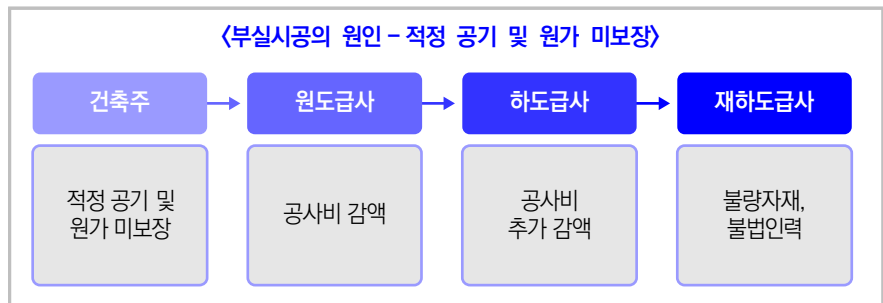 〈부실시공의 원인 – 적정 공기 및 원가 미보장〉
건축주
원도급사
하도급사
재하도급사
적정 공기 및
원가 미보장
공사비 감액
공사비
추가 감액
불량자재,
불법인력